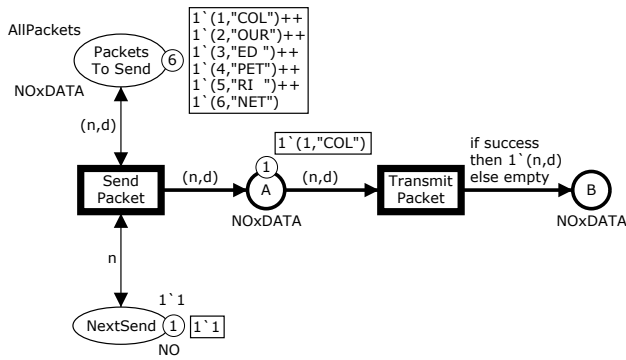 AllPackets
Packets
To Send
6
1`(1,"COL")++
1`(2,"OUR")++
1`(3,"ED ")++
1`(4,"PET")++
1`(5,"RI  ")++
1`(6,"NET")
NOxDATA
(n,d)
1`(1,"COL")
if success
then 1`(n,d)
else empty
Send
Packet
(n,d)
1
A
(n,d)
Transmit
Packet
B
NOxDATA
NOxDATA
n
1`1
NextSend
1
1`1
NO